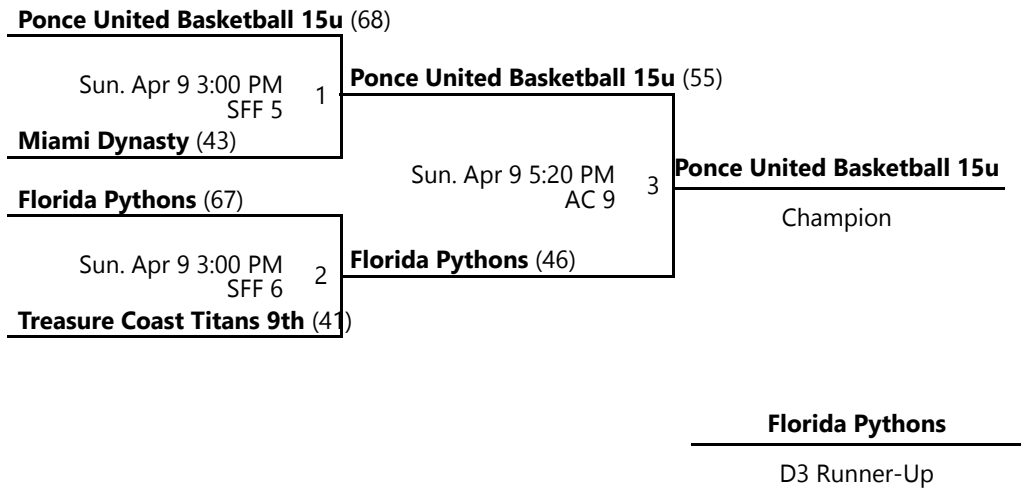 Ponce United Basketball 15u (68)
Sun. Apr 9 3:00 PM
SFF 5
1
Miami Dynasty (43)
Ponce United Basketball 15u (55)
Florida Pythons (67)
Sun. Apr 9 3:00 PM
SFF 6
2
Treasure Coast Titans 9th (41)
Sun. Apr 9 5:20 PM
AC 9
3
Florida Pythons (46)
Ponce United Basketball 15u
Champion
Florida Pythons
D3 Runner-Up